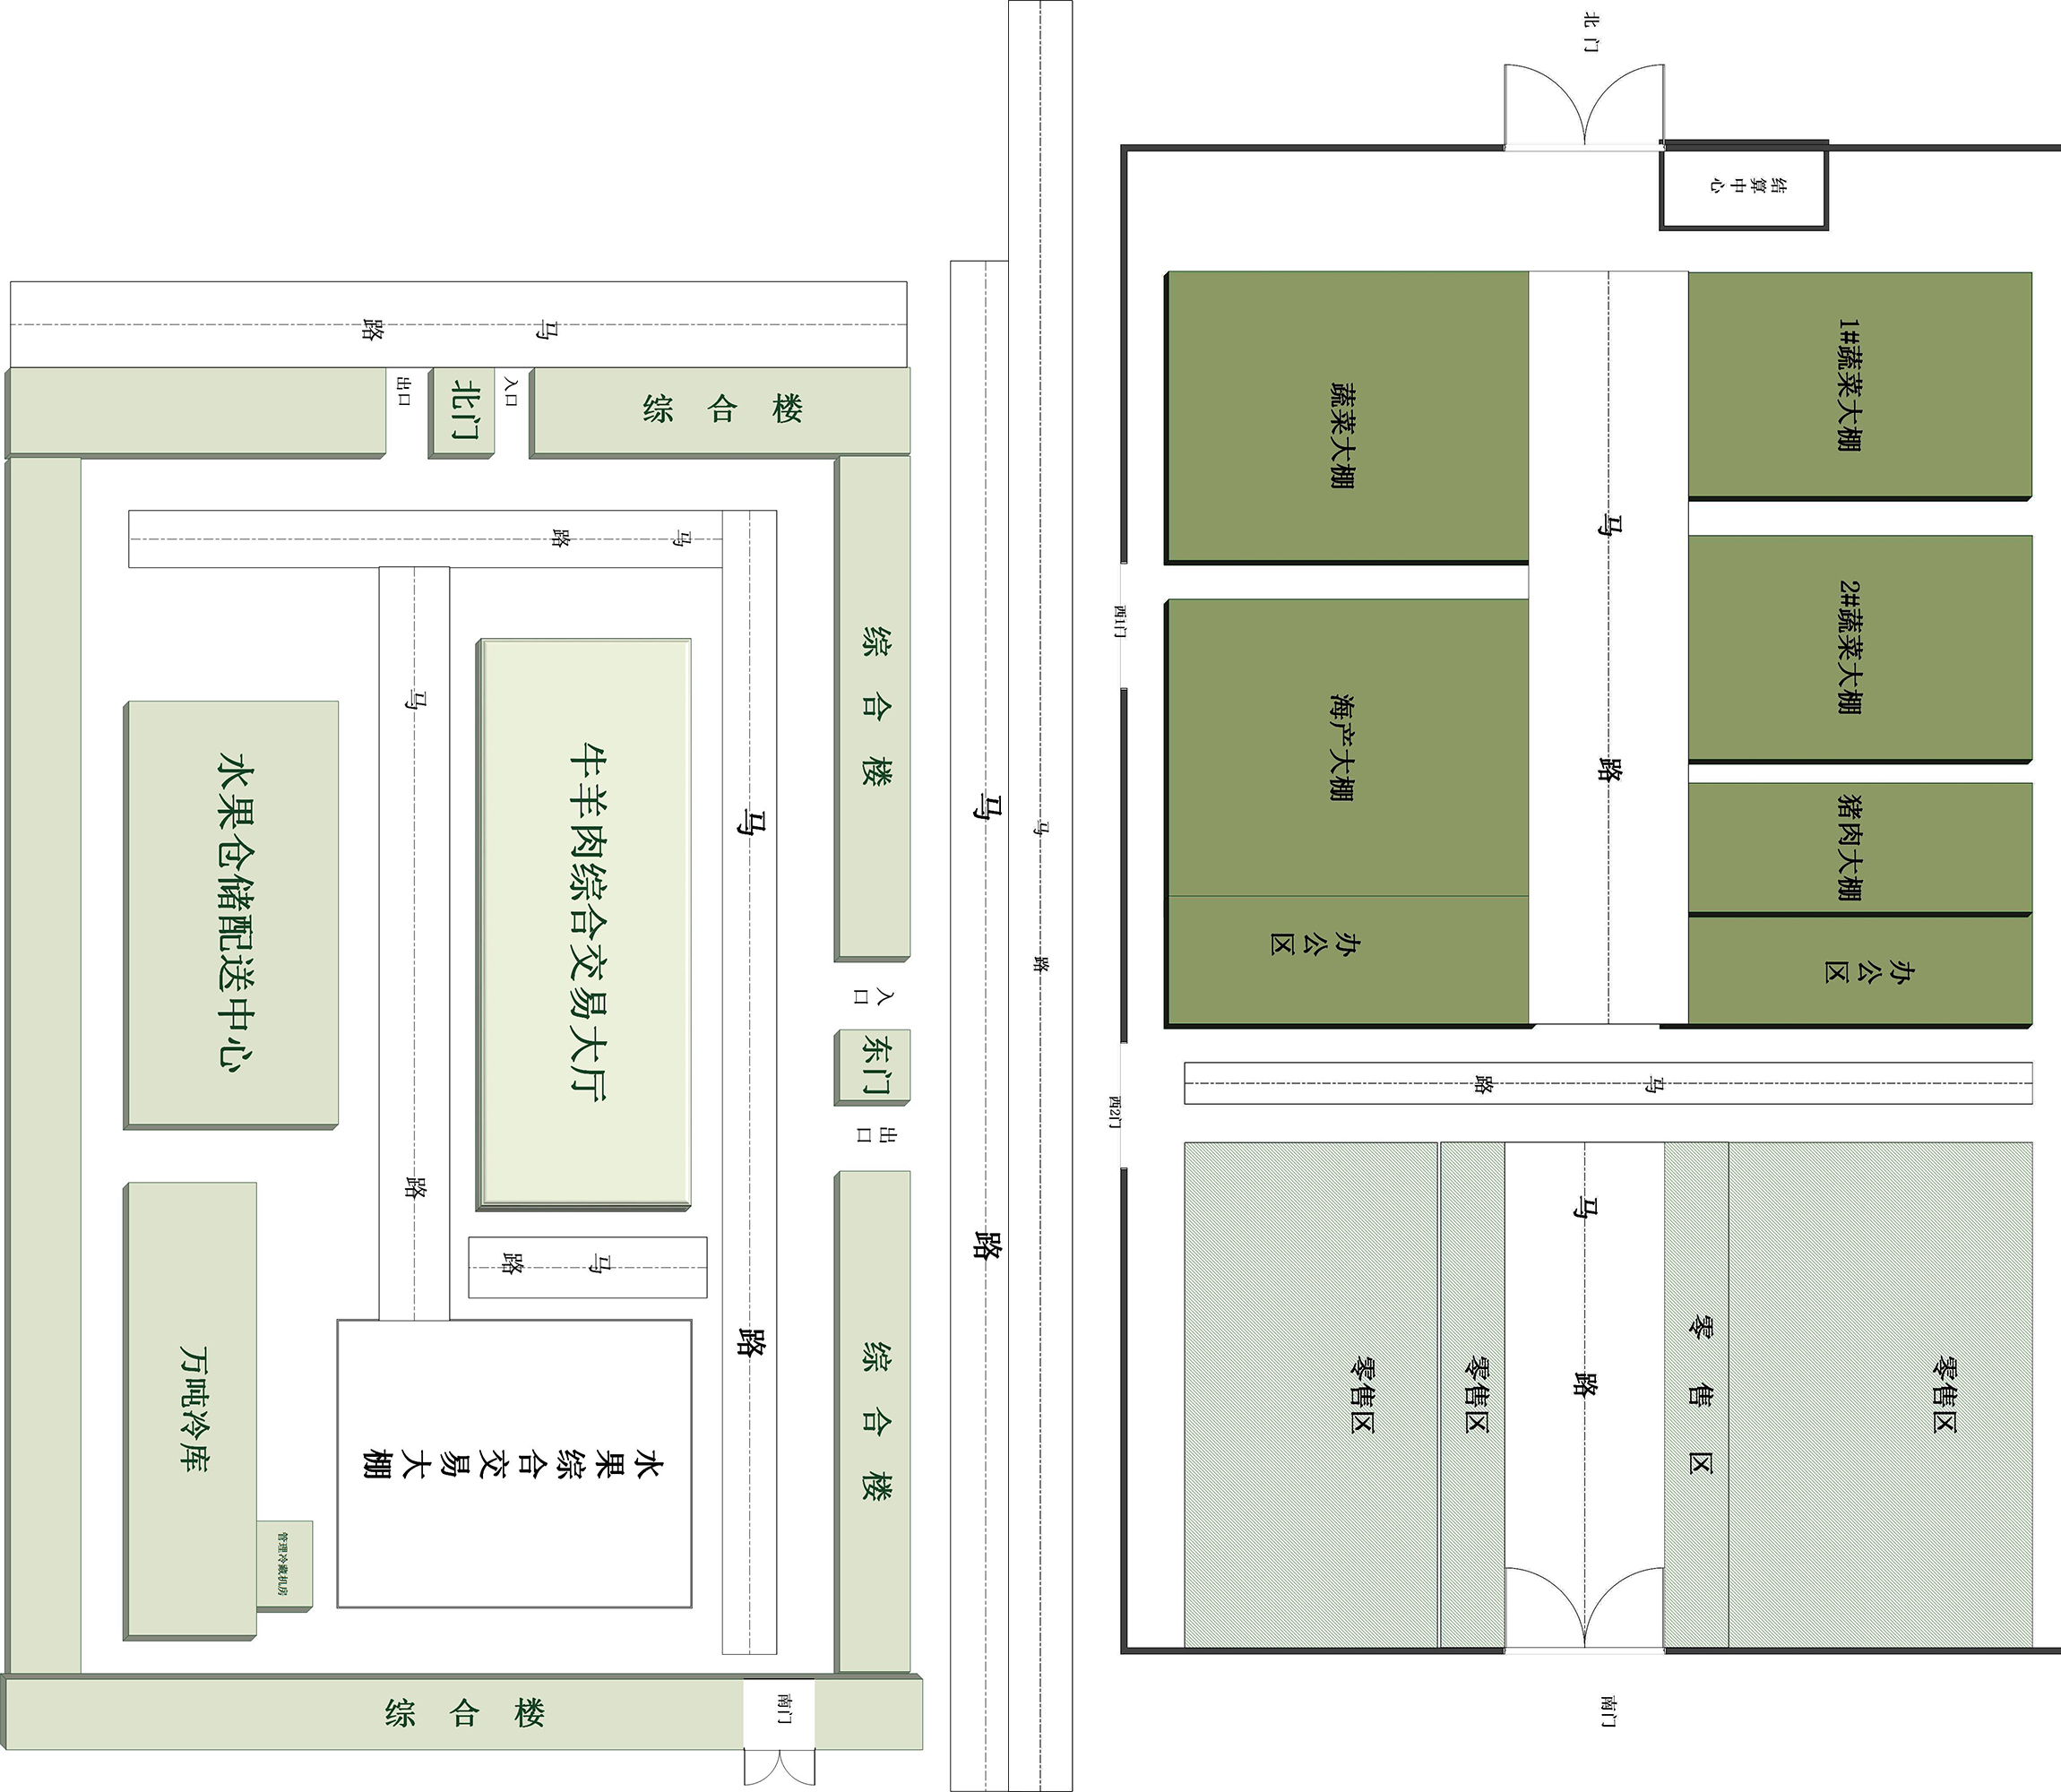 北门
结算中心
蔬菜大棚
1#蔬菜大棚
马路
2#蔬菜大棚
海产大棚
猪肉大棚
办公区
办公区
西1门
西2门
马路
马路
零售区
零售区
零售区
零售区
南门
马路
马路
马路
出口
北门
入口
综合楼
马路
马路
马路
综合楼
牛羊肉综合交易大厅
水果仓储配送中心
入口
东门
出口
马路
综合楼
万吨冷库
管理冷藏机房
水果综合交易大棚
综合楼
南门